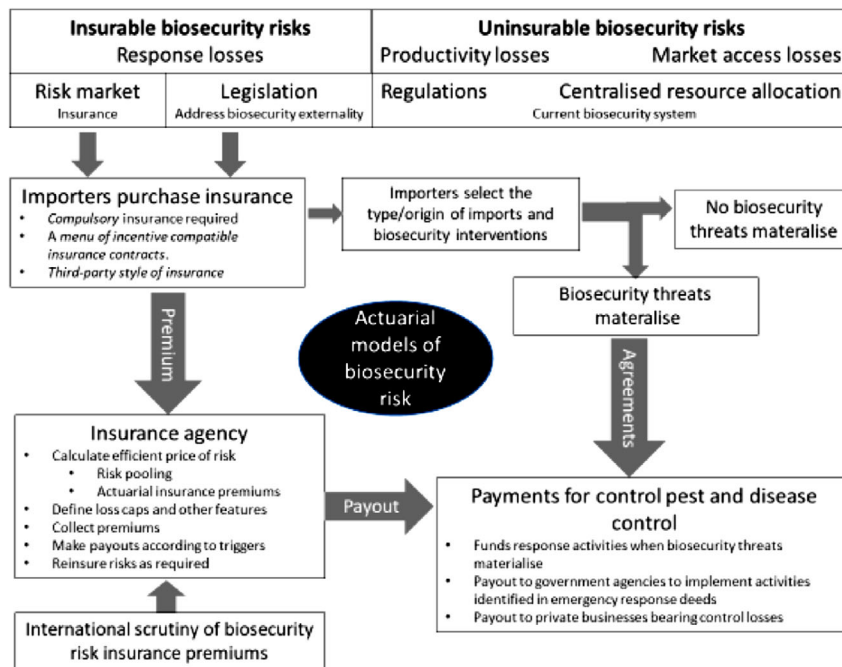 Insurable biosecurity risks
Response losses
Uninsurable biosecurity risks
Productivity losses Market access losses
Risk market
Insurance
Legislation
Address biosecurity externality
Regulations Centralised resource allocation
Current biosecurity system
Importers purchase insurance
• Compulsory insurance required
• A menu of incentive compatible
insurance contracts.
• Third-party style of insurance
Importers select the
type/origin of imports and
biosecurity interventions
No biosecurity
threats materialise
Biosecurity threats
materalise
Premium
Actuarial
models of
biosecurity
risk
Agreements
Insurance agency
• Calculate efficient price of risk
• Risk pooling
• Actuarial insurance premiums
• Define loss caps and other features
• Collect premiums
• Make payouts according to triggers
• Reinsure risks as required
Payout
Payments for control pest and disease
control
• Funds response activities when biosecurity threats
materialise
• Payout to government agencies to implement activities
identified in emergency response deeds
• Payout to private businesses bearing control losses
International scrutiny of biosecurity
risk insurance premiums